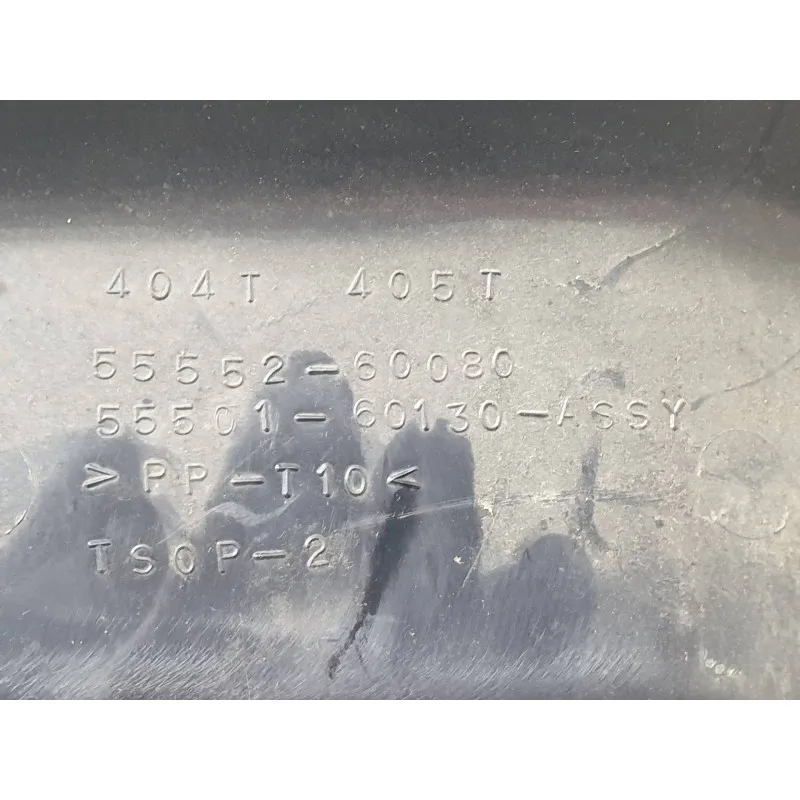 404T 405T
55552-60080
55501-60130-ASSY
>PP-T10<
TSOP-2